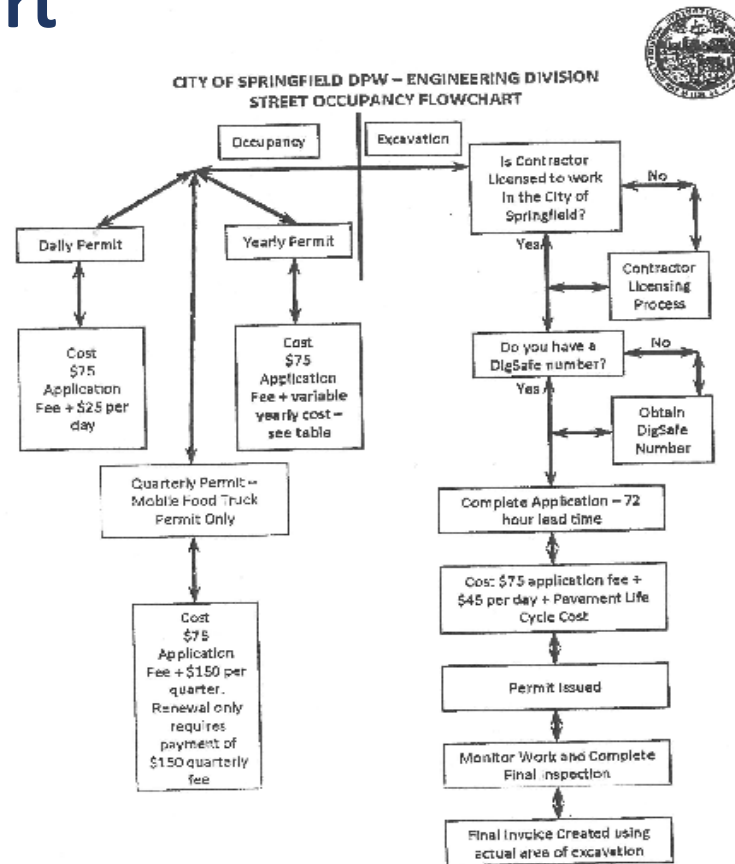 rt
CITY OF SPRINGFIELD DPW – ENGINEERING DIVISION
STREET OCCUPANCY FLOWCHART
Occupancy
Excavation
Is Contractor
Licensed to work
in the City of
Springfield?
No
Yes
Contractor
Licensing
Process
Do you have a
DigSafe number?
No
Yes
Obtain
DigSafe
Number
Complete Application – 72
hour lead time
Cost $75 application fee +
$45 per day + Pavement Life
Cycle Cost
Permit Issued
Monitor Work and Complete
Final Inspection
Final Invoice Created using
actual area of excavation
Daily Permit
Cost
$75
Application
Fee + $25 per
day
Yearly Permit
Cost
$75
Application
Fee + variable
yearly cost –
see table
Quarterly Permit –
Mobile Food Truck
Permit Only
Cost
$75
Application
Fee + $150 per
quarter.
Renewal only
requires
payment of
$150 quarterly
fee